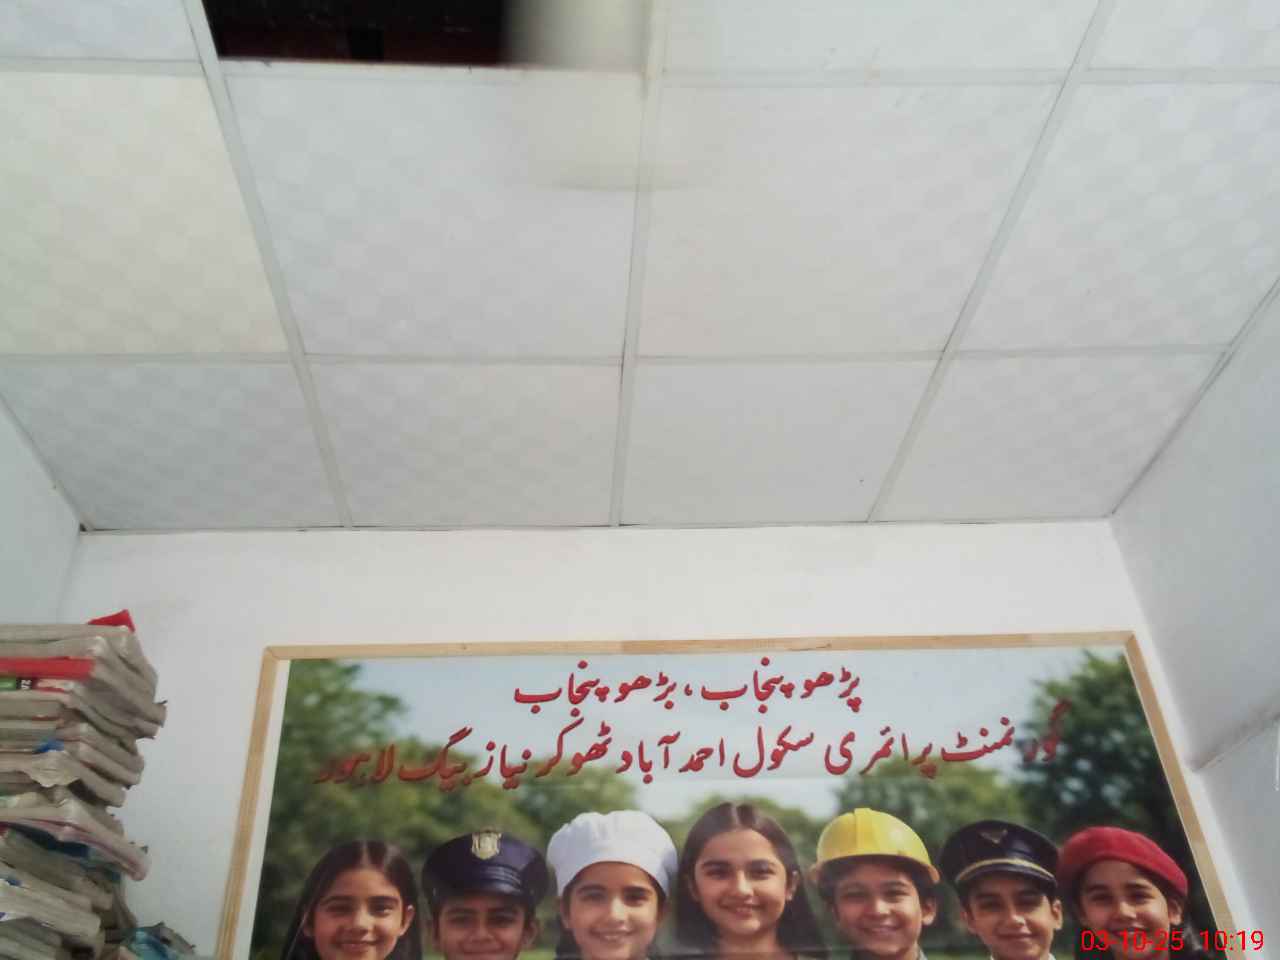 پڑھو پنجاب، بڑھو پنجاب
گورنمنٹ پرائمری سکول احمد آباد ٹھوکر نیاز بیگ لاہور
03-10-25 10:19